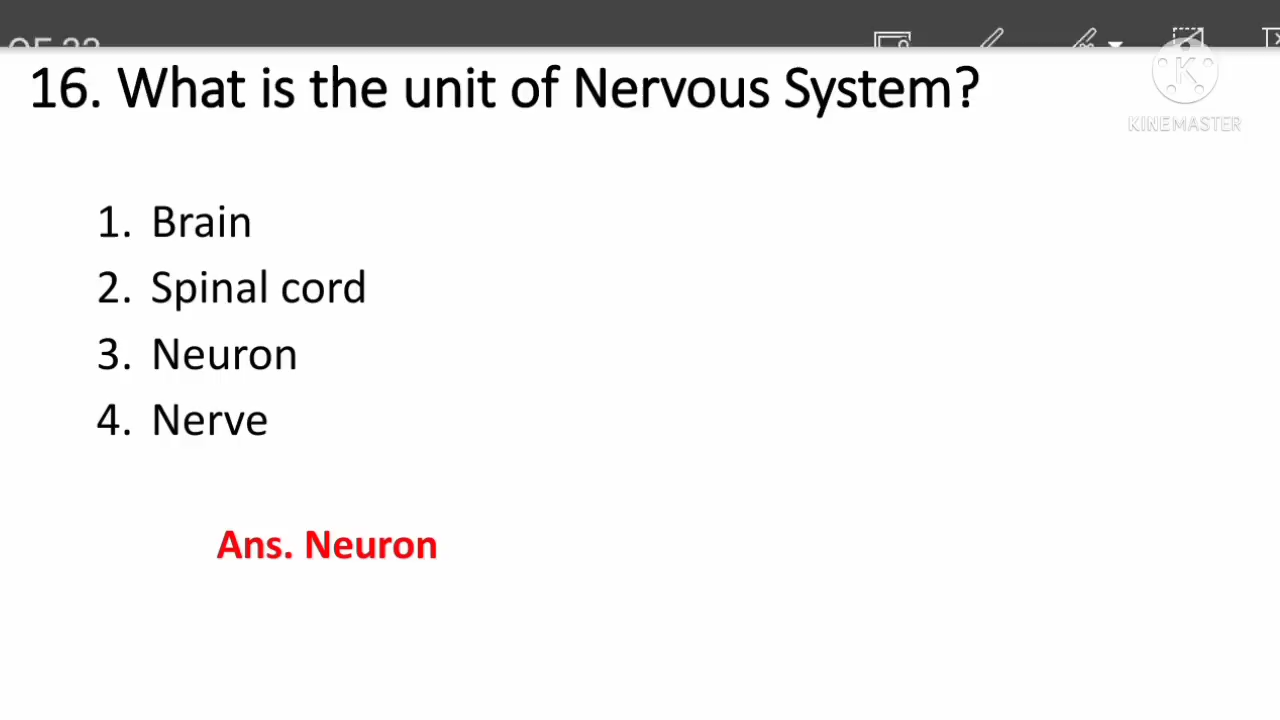 16. What is the unit of Nervous System?
K
KINEMASTER
1. Brain
2. Spinal cord
3. Neuron
4. Nerve
Ans. Neuron